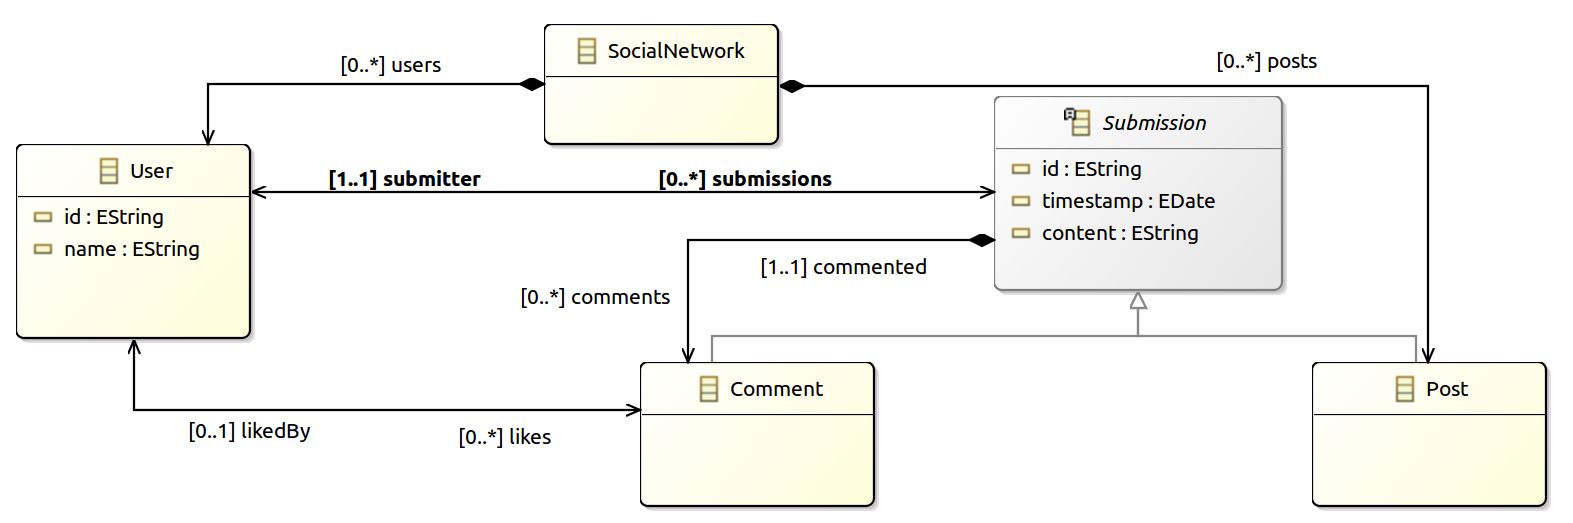 SocialNetwork
[0..*] users
[0..*] posts
Submission
id : EString
timestamp : EDate
content : EString
User
id : EString
name : EString
[1..1] submitter
[0..*] submissions
[1..1] commented
[0..*] comments
Comment
Post
[0..1] likedBy
[0..*] likes